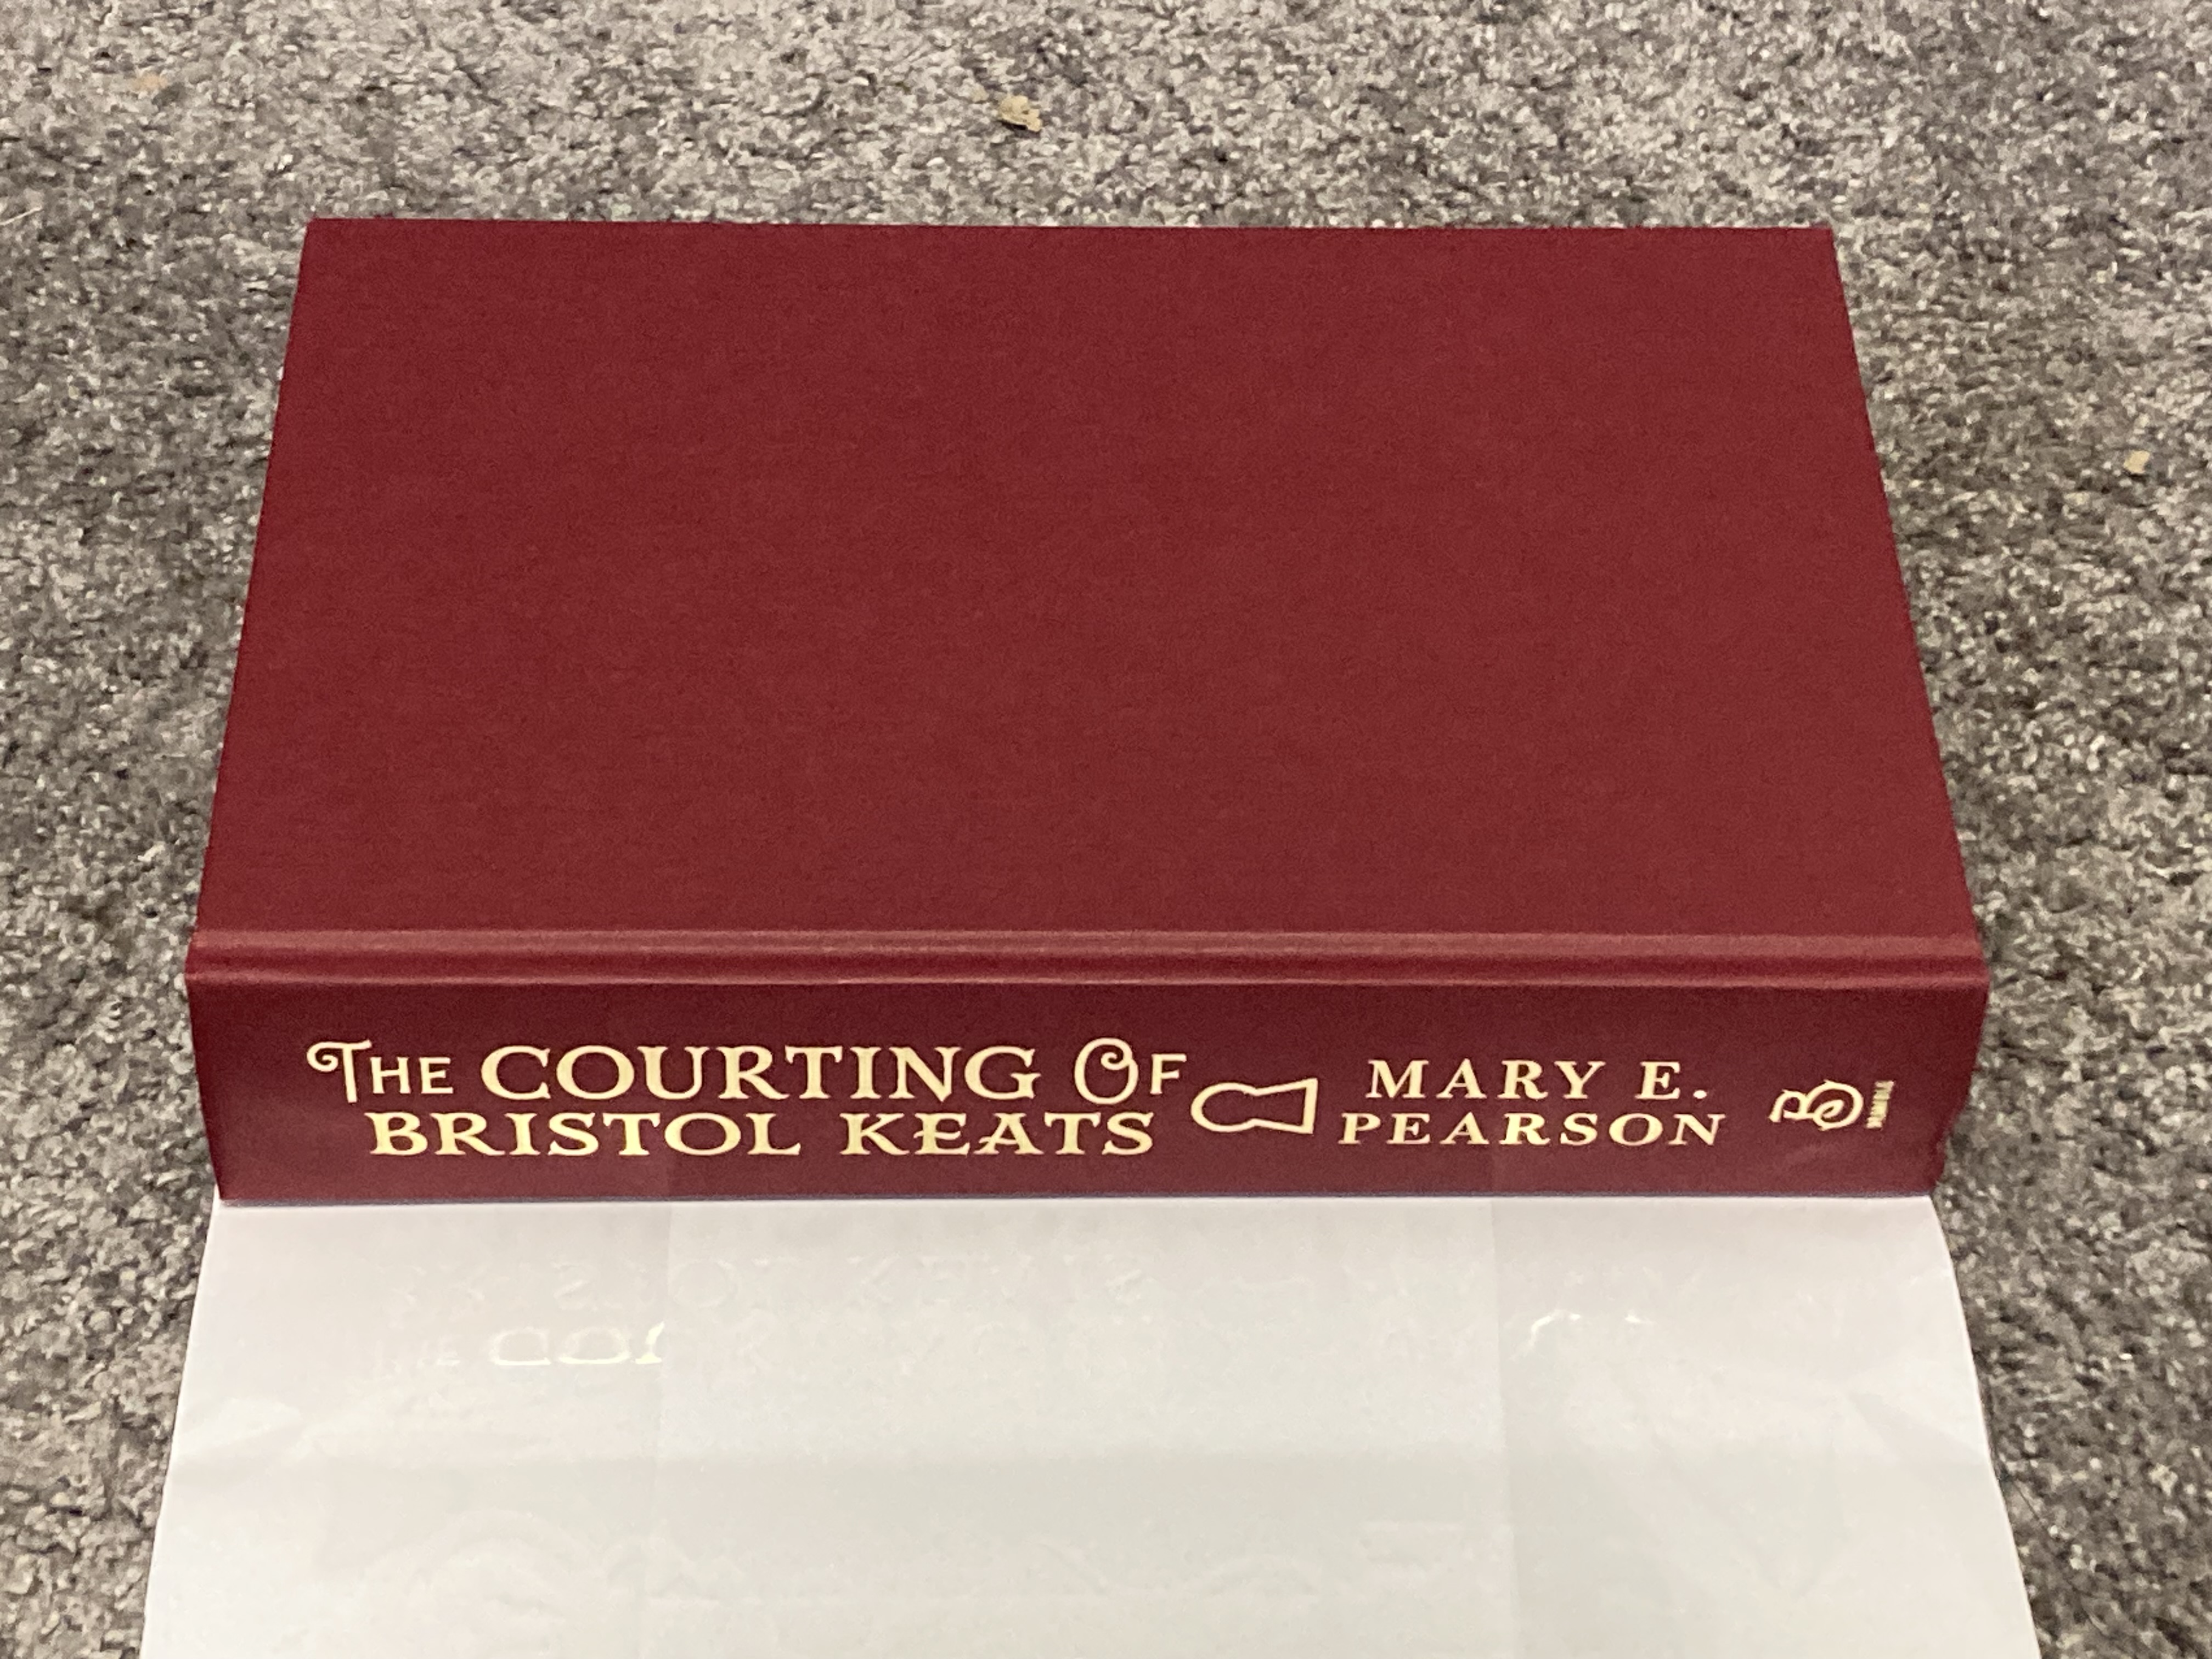 THE COURTING OF
BRISTOL KEATS
MARY E.
PEARSON